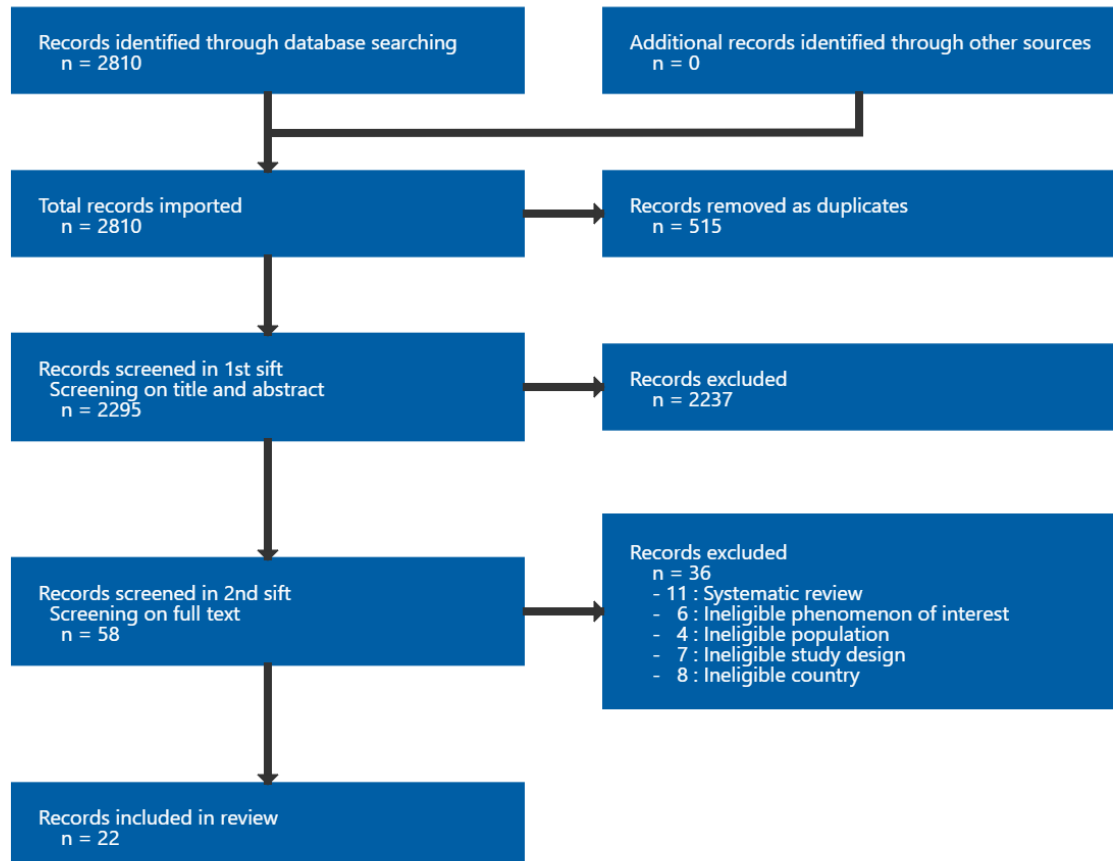 Records identified through database searching
n = 2810
Additional records identified through other sources
n = 0
Total records imported
n = 2810
Records removed as duplicates
n = 515
Records screened in 1st sift
Screening on title and abstract
n = 2295
Records excluded
n = 2237
Records screened in 2nd sift
Screening on full text
n = 58
Records excluded
n = 36
- 11 : Systematic review
- 6 : Ineligible phenomenon of interest
- 4 : Ineligible population
- 7 : Ineligible study design
- 8 : Ineligible country
Records included in review
n = 22